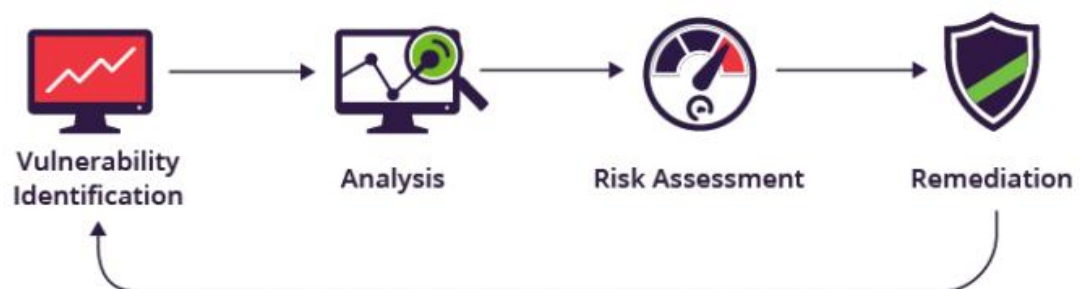 Vulnerability
Identification
Analysis
Risk Assessment
Remediation